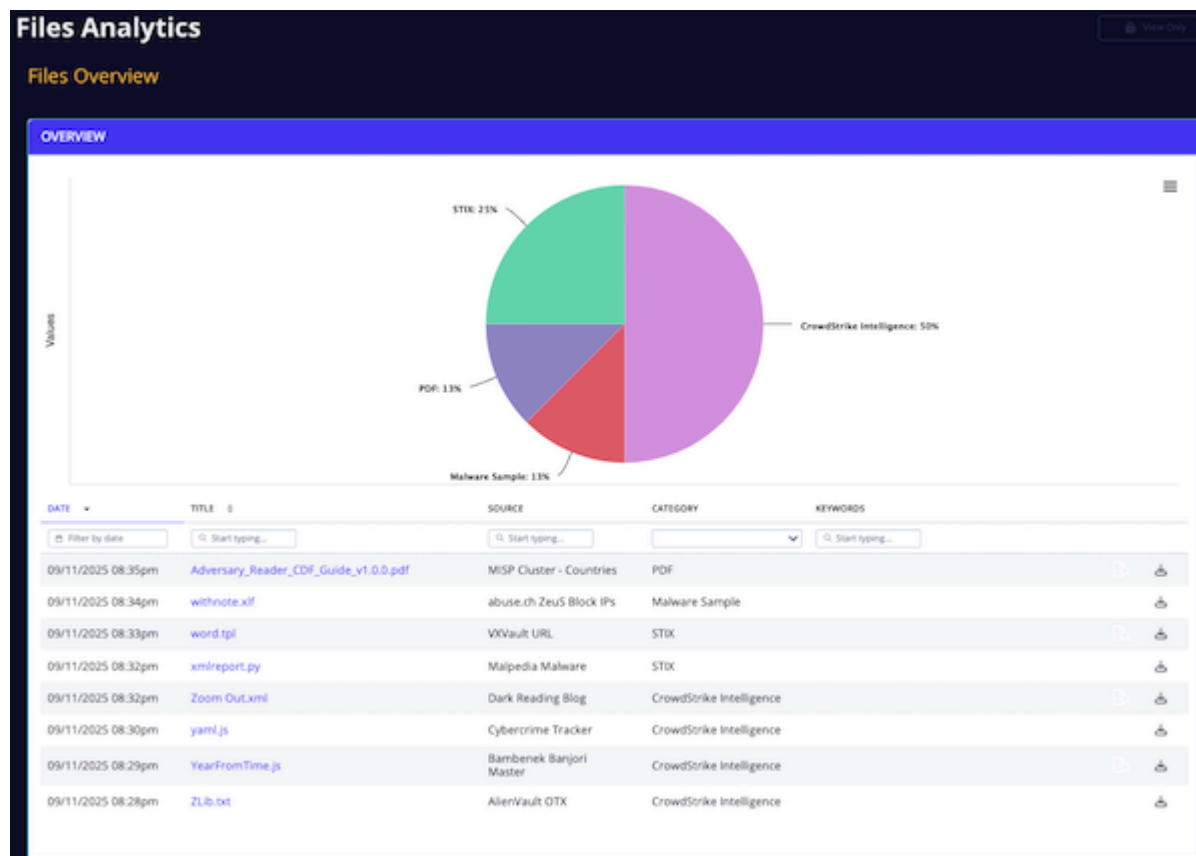 Files Analytics
View Only
Files Overview
OVERVIEW
Values
STIX: 25%
CrowdStrike Intelligence: 50%
PDF: 13%
Malware Sample: 13%
DATE TITLE SOURCE CATEGORY KEYWORDS
Filter by date Start typing... Start typing... Start typing...
09/11/2025 08:35pm Adversary_Reader_CDF_Guide_v1.0.0.pdf MISP Cluster - Countries PDF
09/11/2025 08:34pm withnote.xlf abuse.ch ZeuS Block IPs Malware Sample
09/11/2025 08:33pm word.tpl VXVault URL STIX
09/11/2025 08:32pm xmlreport.py Malpedia Malware STIX
09/11/2025 08:32pm Zoom Out.xml Dark Reading Blog CrowdStrike Intelligence
09/11/2025 08:30pm yaml.js Cybercrime Tracker CrowdStrike Intelligence
09/11/2025 08:29pm YearFromTime.js Bambenek Banjori Master CrowdStrike Intelligence
09/11/2025 08:28pm ZLib.txt AlienVault OTX CrowdStrike Intelligence